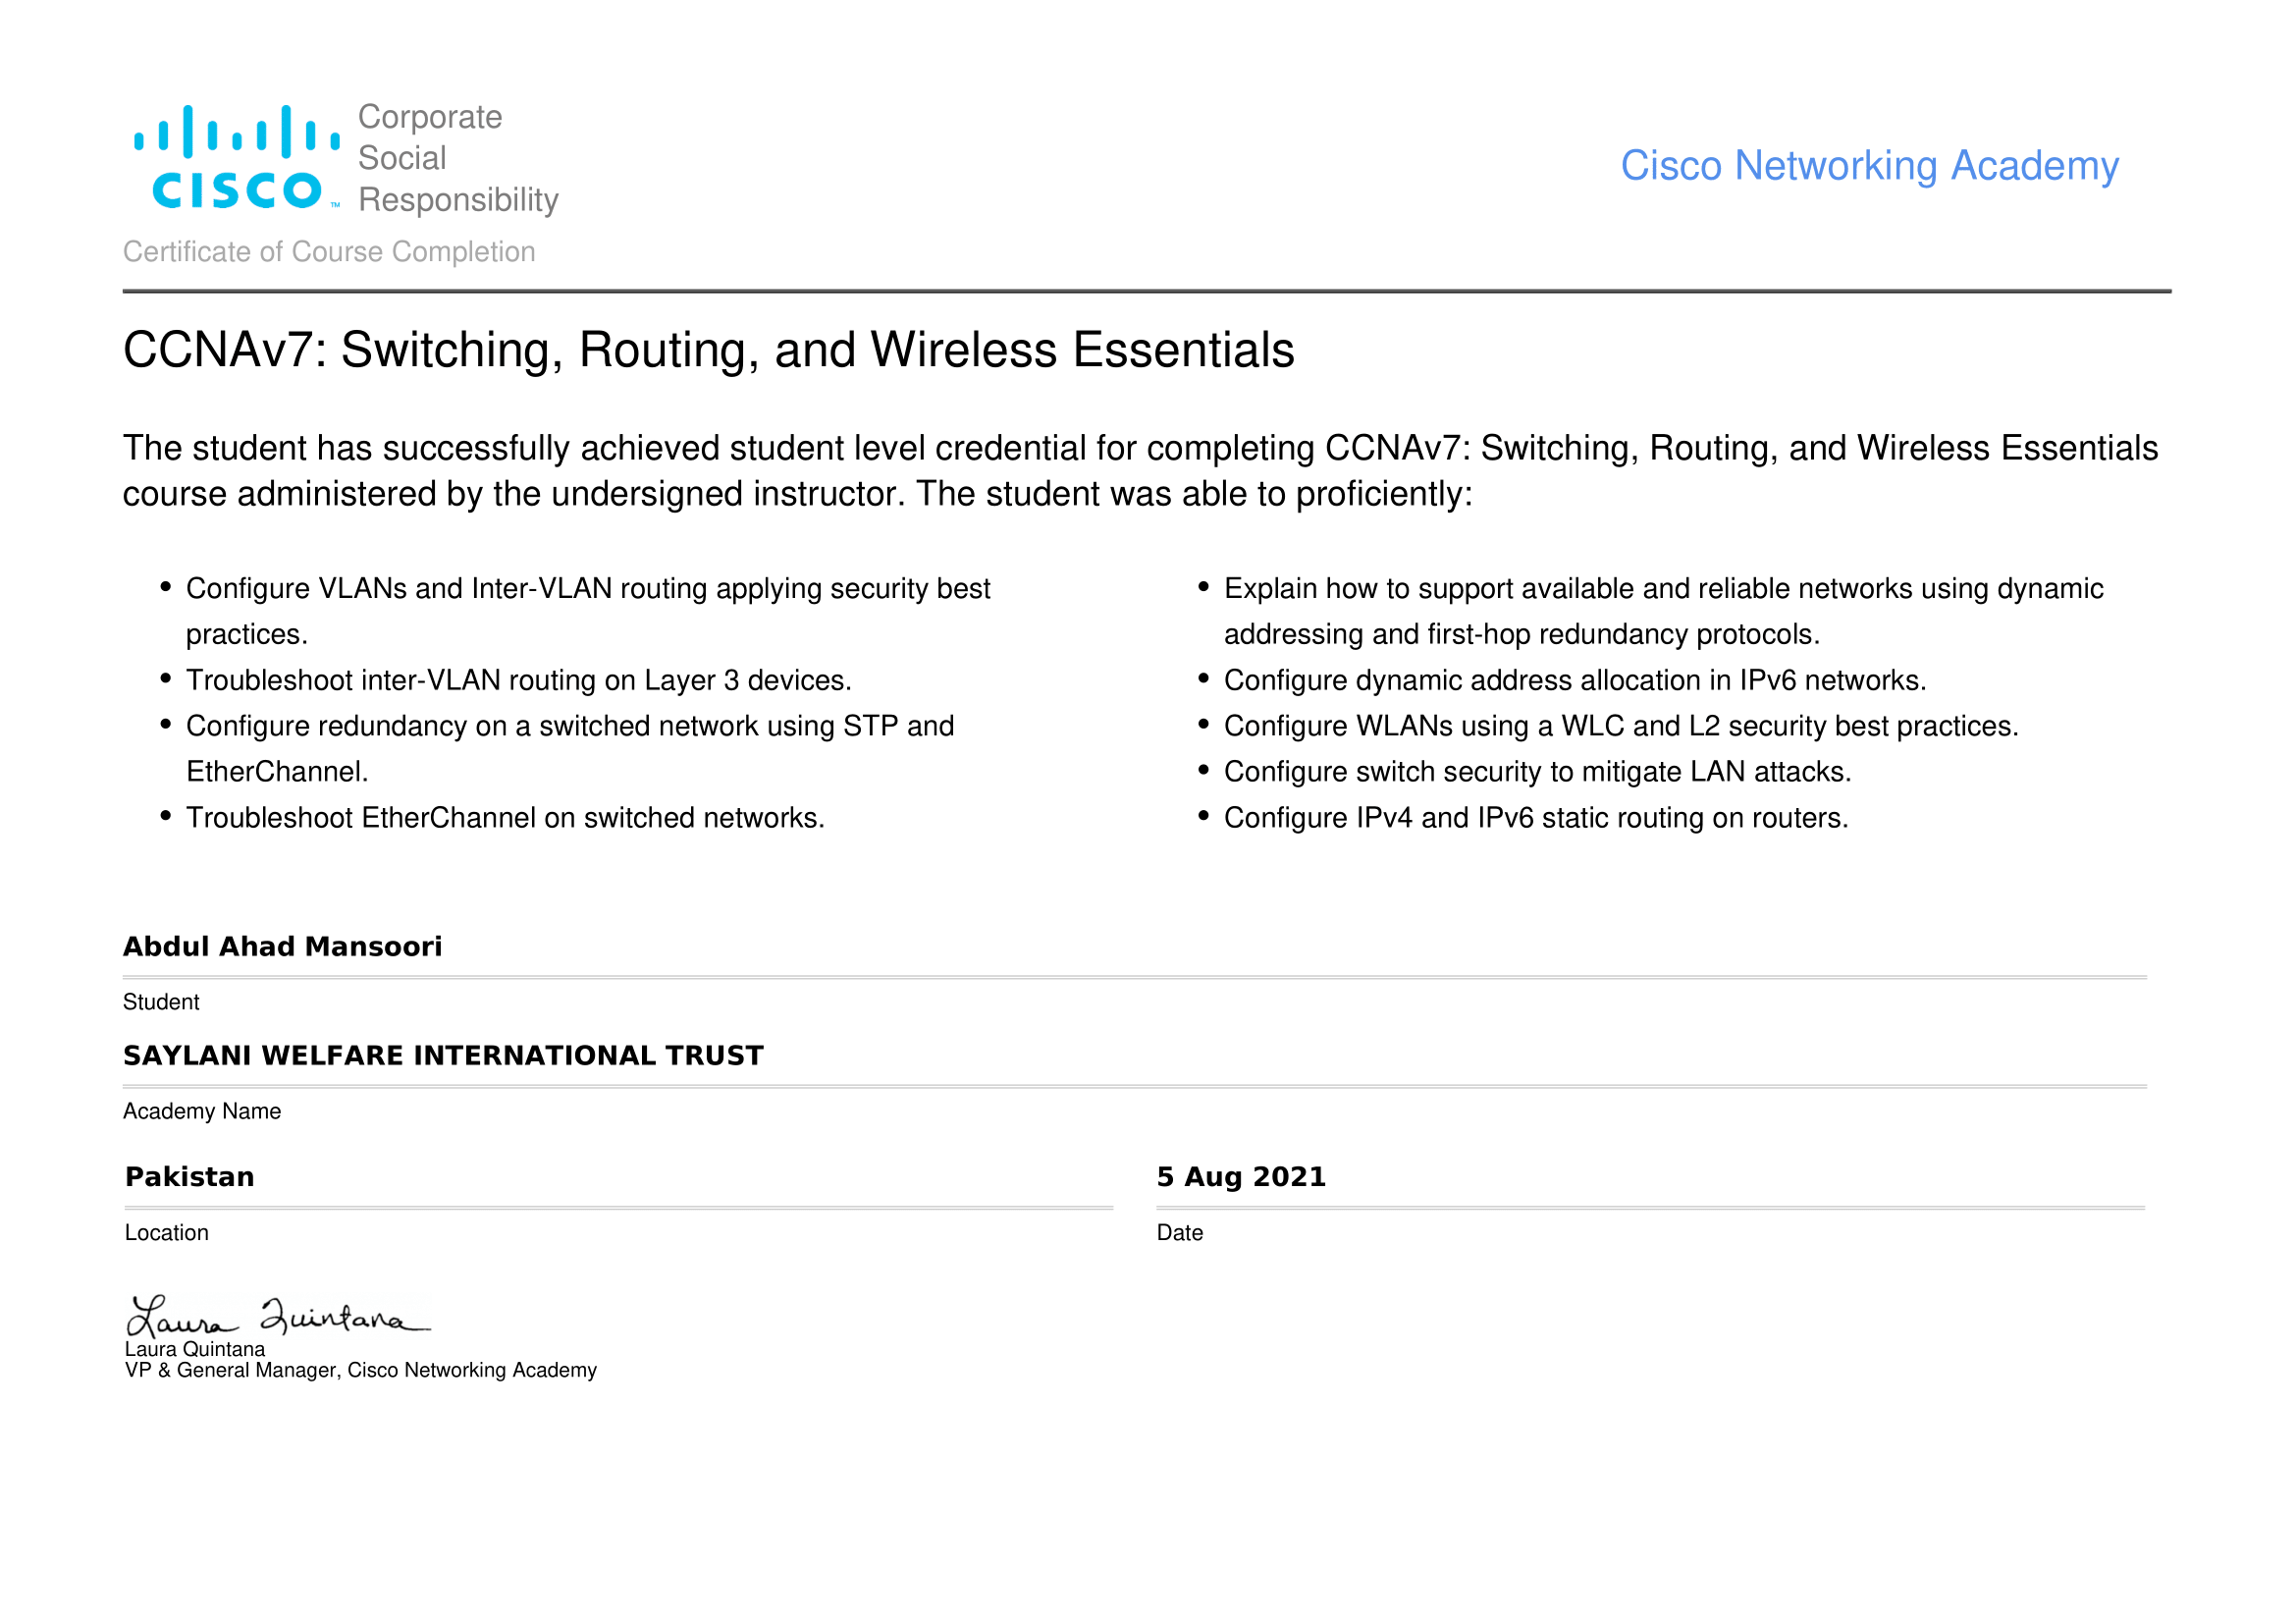 Corporate
Social
Responsibility
CISCO™
Cisco Networking Academy
Certificate of Course Completion
CCNAv7: Switching, Routing, and Wireless Essentials
The student has successfully achieved student level credential for completing CCNAv7: Switching, Routing, and Wireless Essentials
course administered by the undersigned instructor. The student was able to proficiently:
• Configure VLANs and Inter-VLAN routing applying security best
practices.
• Troubleshoot inter-VLAN routing on Layer 3 devices.
• Configure redundancy on a switched network using STP and
EtherChannel.
• Troubleshoot EtherChannel on switched networks.
• Explain how to support available and reliable networks using dynamic
addressing and first-hop redundancy protocols.
• Configure dynamic address allocation in IPv6 networks.
• Configure WLANs using a WLC and L2 security best practices.
• Configure switch security to mitigate LAN attacks.
• Configure IPv4 and IPv6 static routing on routers.
Abdul Ahad Mansoori
Student
SAYLANI WELFARE INTERNATIONAL TRUST
Academy Name
Pakistan
Location
5 Aug 2021
Date
Laura Quintana
Laura Quintana
VP & General Manager, Cisco Networking Academy